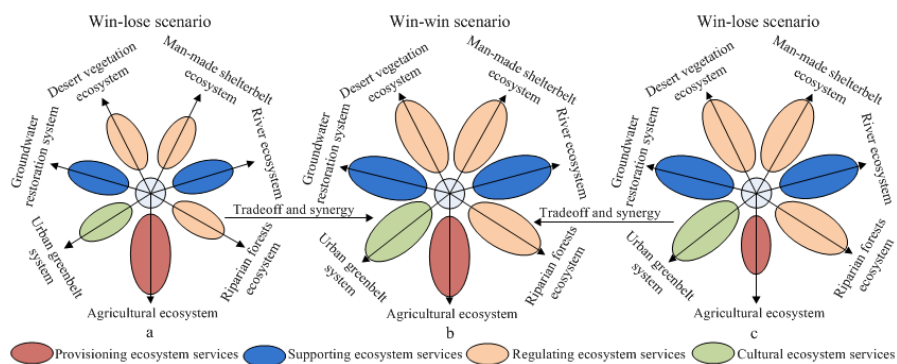 Win-lose scenario
Win-win scenario
Win-lose scenario
Desert vegetation
ecosystem
Man-made shelterbelt
ecosystem
Groundwater
restoration system
River ecosystem
Urban greenbelt
system
Riparian forests
ecosystem
Agricultural ecosystem
a
Tradeoff and synergy
Desert vegetation
ecosystem
Man-made shelterbelt
ecosystem
Groundwater
restoration system
River ecosystem
Urban greenbelt
system
Riparian forests
ecosystem
Agricultural ecosystem
b
Tradeoff and synergy
Desert vegetation
ecosystem
Man-made shelterbelt
ecosystem
Groundwater
restoration system
River ecosystem
Urban greenbelt
system
Riparian forests
ecosystem
Agricultural ecosystem
c
Provisioning ecosystem services
Supporting ecosystem services
Regulating ecosystem services
Cultural ecosystem services